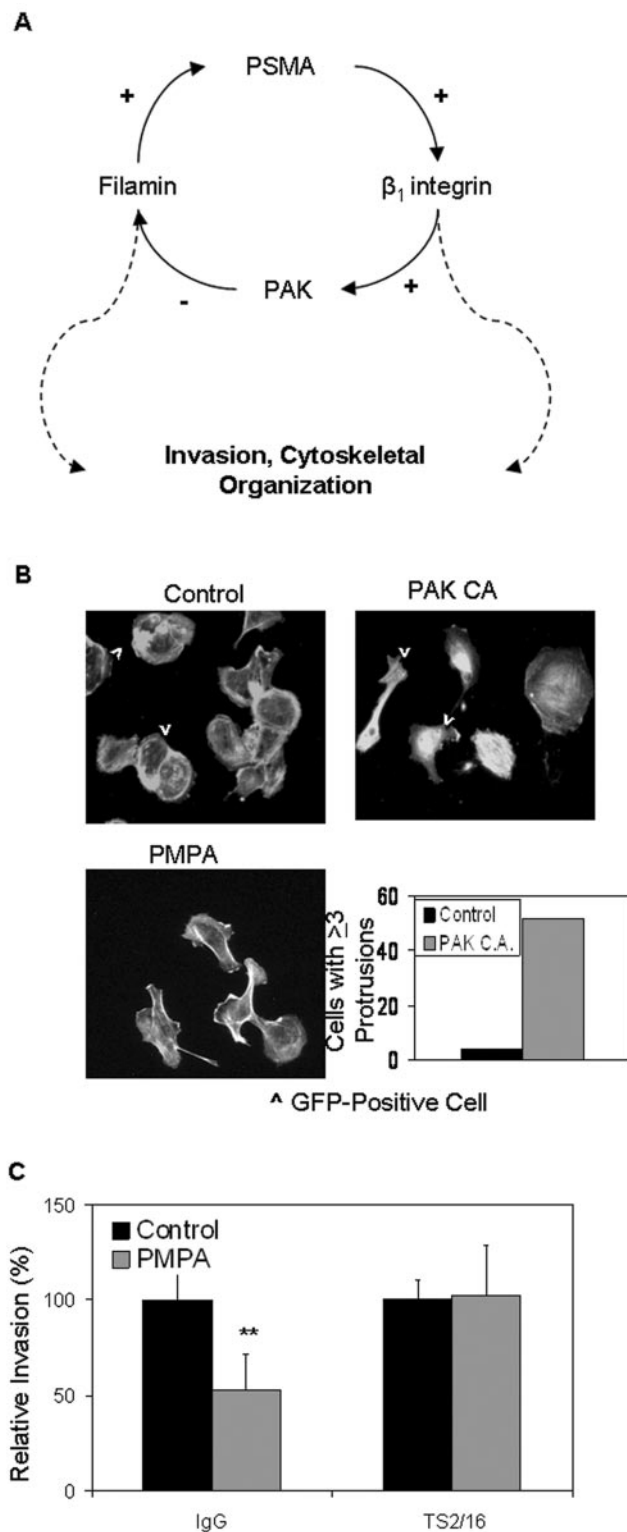 A
PSMA
+ +
Filamin β1 integrin
PAK
- +
Invasion, Cytoskeletal
Organization
B
Control PAK CA
^ v v v
PMPA
Cells with ≥3
Protrusions
60
40
20
0
Control
PAK C.A.
^ GFP-Positive Cell
C
Relative Invasion (%)
150
100
50
0
Control
PMPA
**
IgG TS2/16